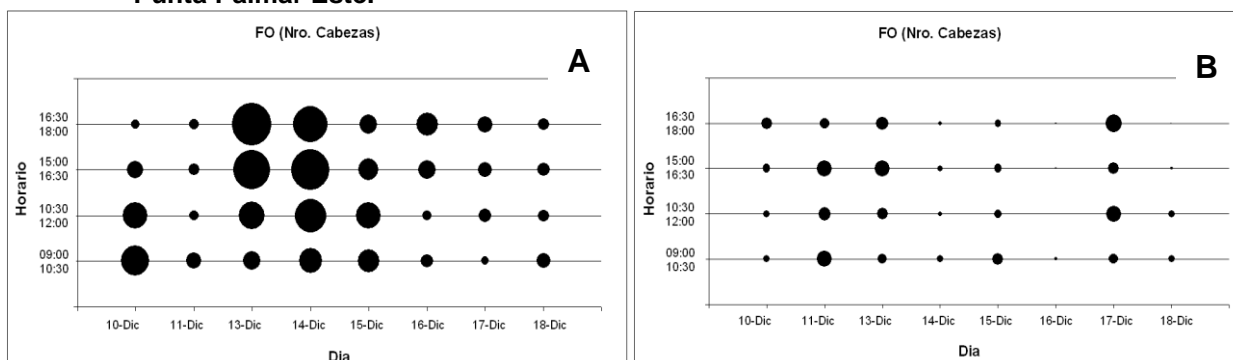 Punta Palmar Ester
FO (Nro. Cabezas)
A
16:30
18:00
15:00
16:30
10:30
12:00
09:00
10:30
Horario
10-Dic 11-Dic 13-Dic 14-Dic 15-Dic 16-Dic 17-Dic 18-Dic
Dia
FO (Nro. Cabezas)
B
16:30
18:00
15:00
16:30
10:30
12:00
09:00
10:30
Horario
10-Dic 11-Dic 13-Dic 14-Dic 15-Dic 16-Dic 17-Dic 18-Dic
Dia